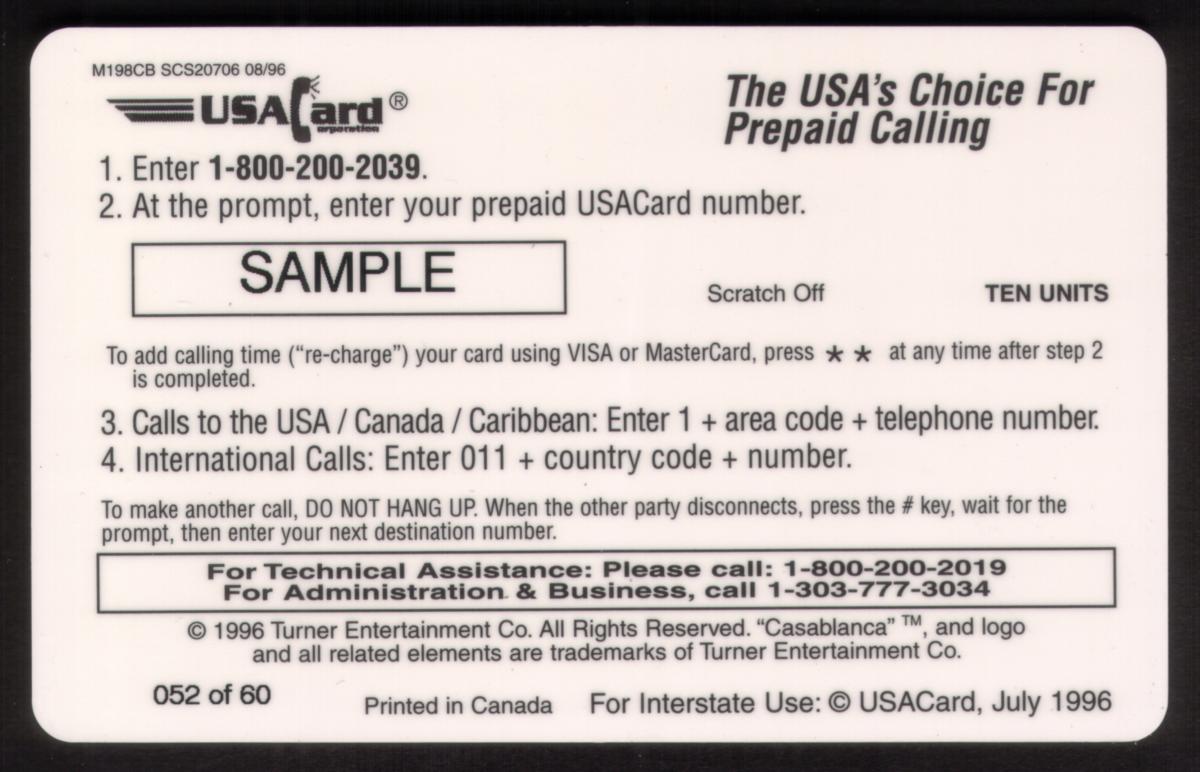 M198CB SCS20706 08/96
USACard®
orporation
The USA's Choice For
Prepaid Calling
1. Enter 1-800-200-2039.
2. At the prompt, enter your prepaid USACard number.
SAMPLE
Scratch Off
TEN UNITS
To add calling time ("re-charge") your card using VISA or MasterCard, press ★ ★ at any time after step 2
is completed.
3. Calls to the USA / Canada / Caribbean: Enter 1 + area code + telephone number.
4. International Calls: Enter 011 + country code + number.
To make another call, DO NOT HANG UP. When the other party disconnects, press the # key, wait for the
prompt, then enter your next destination number.
For Technical Assistance: Please call: 1-800-200-2019
For Administration & Business, call 1-303-777-3034
© 1996 Turner Entertainment Co. All Rights Reserved. "Casablanca" ™, and logo
and all related elements are trademarks of Turner Entertainment Co.
052 of 60
Printed in Canada
For Interstate Use: © USACard, July 1996